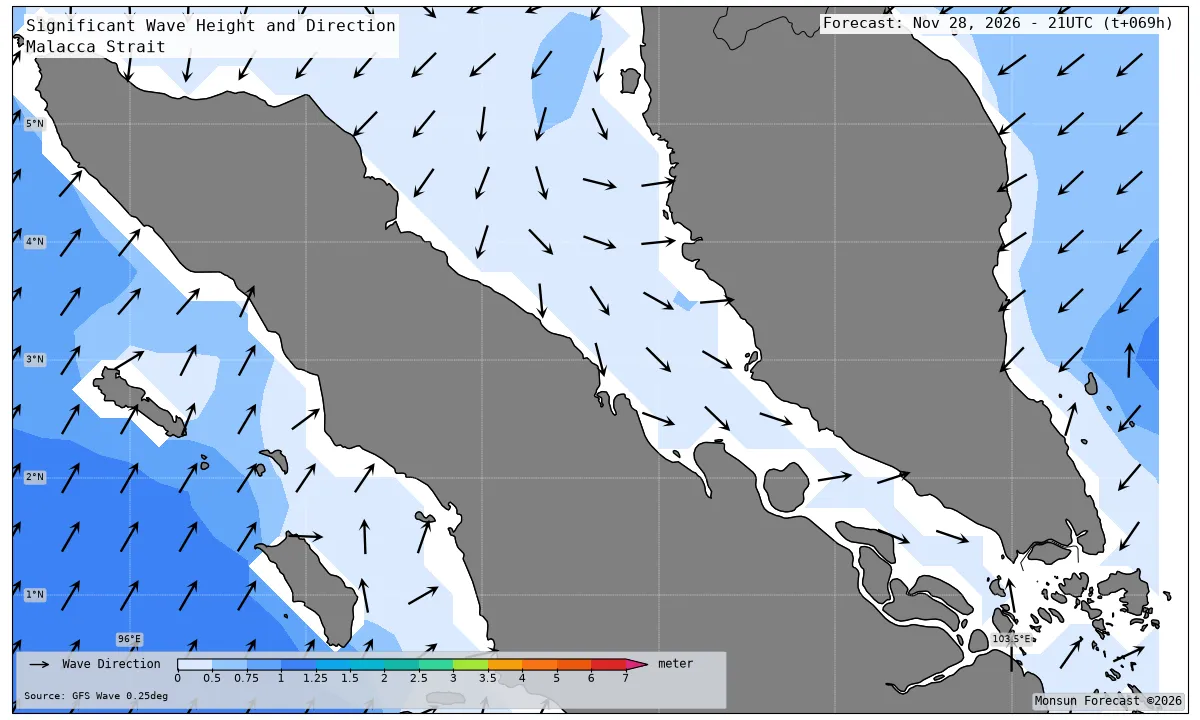 Significant Wave Height and Direction
Malacca Strait
Forecast: Nov 28, 2026 - 21UTC (t+069h)
5°N
4°N
3°N
2°N
1°N
96°E
103.5°E
Wave Direction
0 0.5 0.75 1 1.25 1.5 2 2.5 3 3.5 4 5 6 7
meter
Source: GFS Wave 0.25deg
Monsun Forecast ©2026